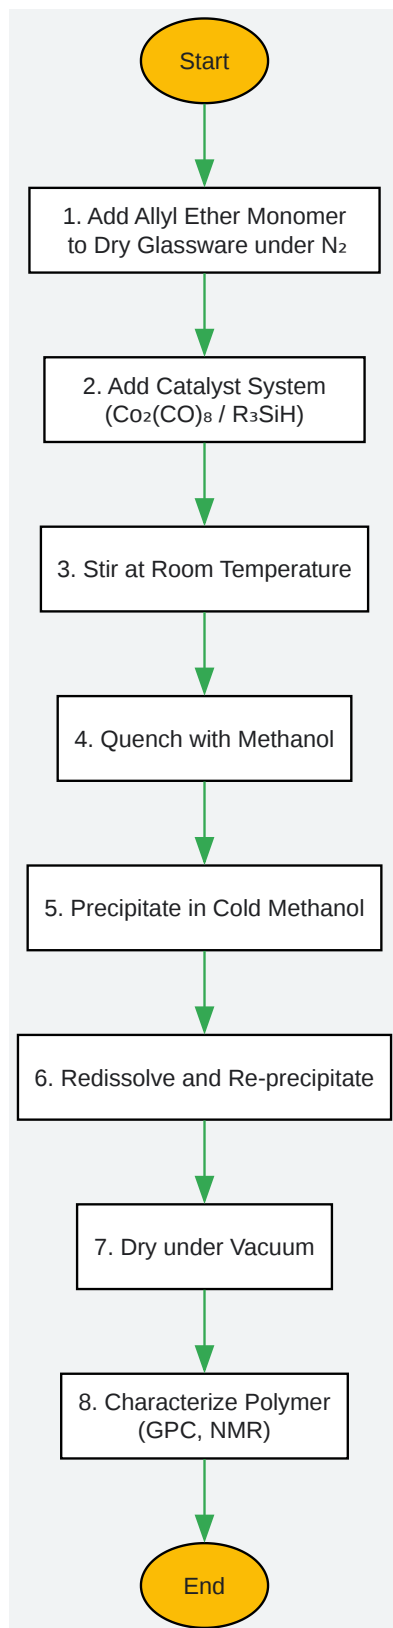 Start
1. Add Allyl Ether Monomer
to Dry Glassware under N₂
2. Add Catalyst System
(Co₂(CO)₈ / R₃SiH)
3. Stir at Room Temperature
4. Quench with Methanol
5. Precipitate in Cold Methanol
6. Redissolve and Re-precipitate
7. Dry under Vacuum
8. Characterize Polymer
(GPC, NMR)
End